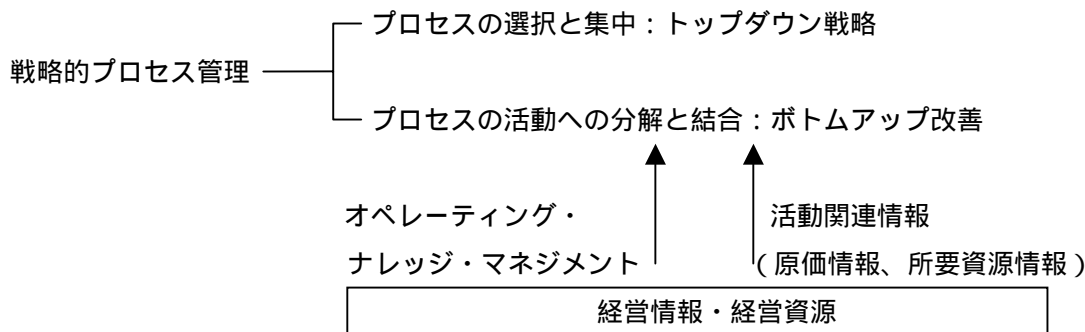 プロセスの選択と集中：トップダウン戦略
戦略的プロセス管理
プロセスの活動への分解と結合：ボトムアップ改善
オペレーティング・
ナレッジ・マネジメント
活動関連情報
（原価情報、所要資源情報）
経営情報・経営資源